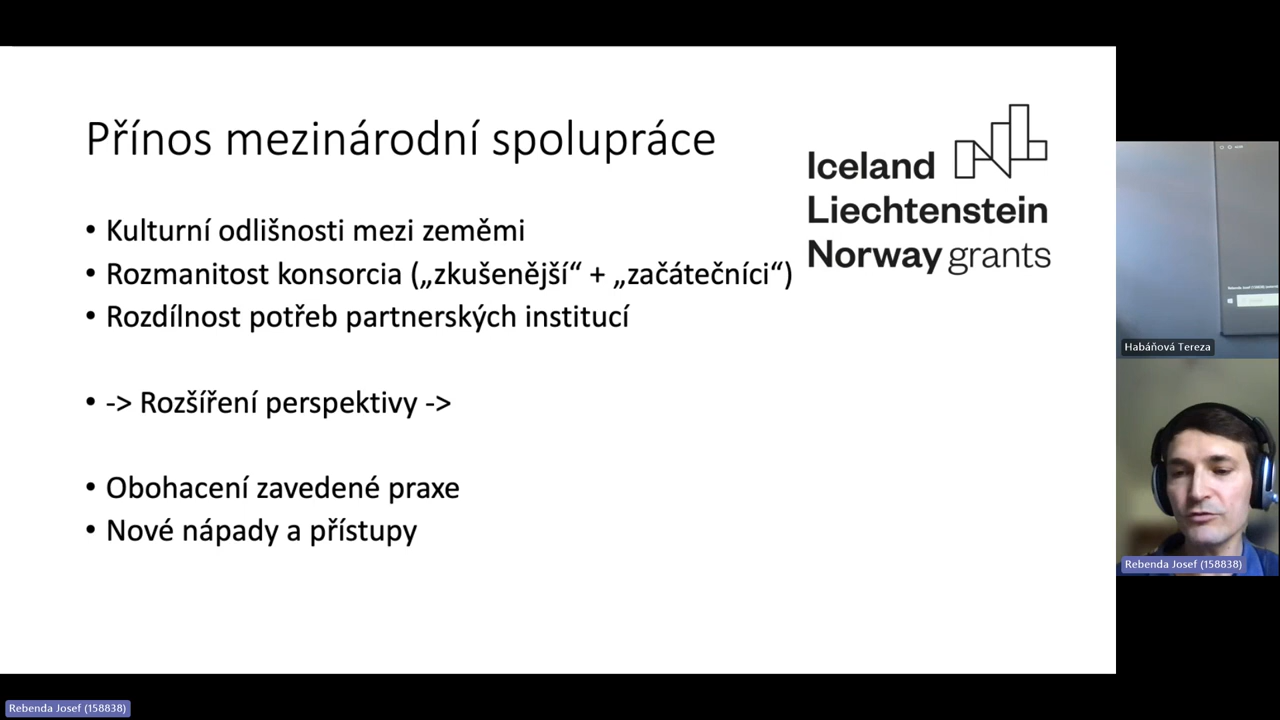 Přínos mezinárodní spolupráce
Iceland
Liechtenstein
Norway grants
• Kulturní odlišnosti mezi zeměmi
• Rozmanitost konsorcia („zkušenější“ + „začátečníci“)
• Rozdílnost potřeb partnerských institucí
• -> Rozšíření perspektivy ->
• Obohacení zavedené praxe
• Nové nápady a přístupy
Habáňová Tereza
Rebenda Josef (158838)
Rebenda Josef (158838)